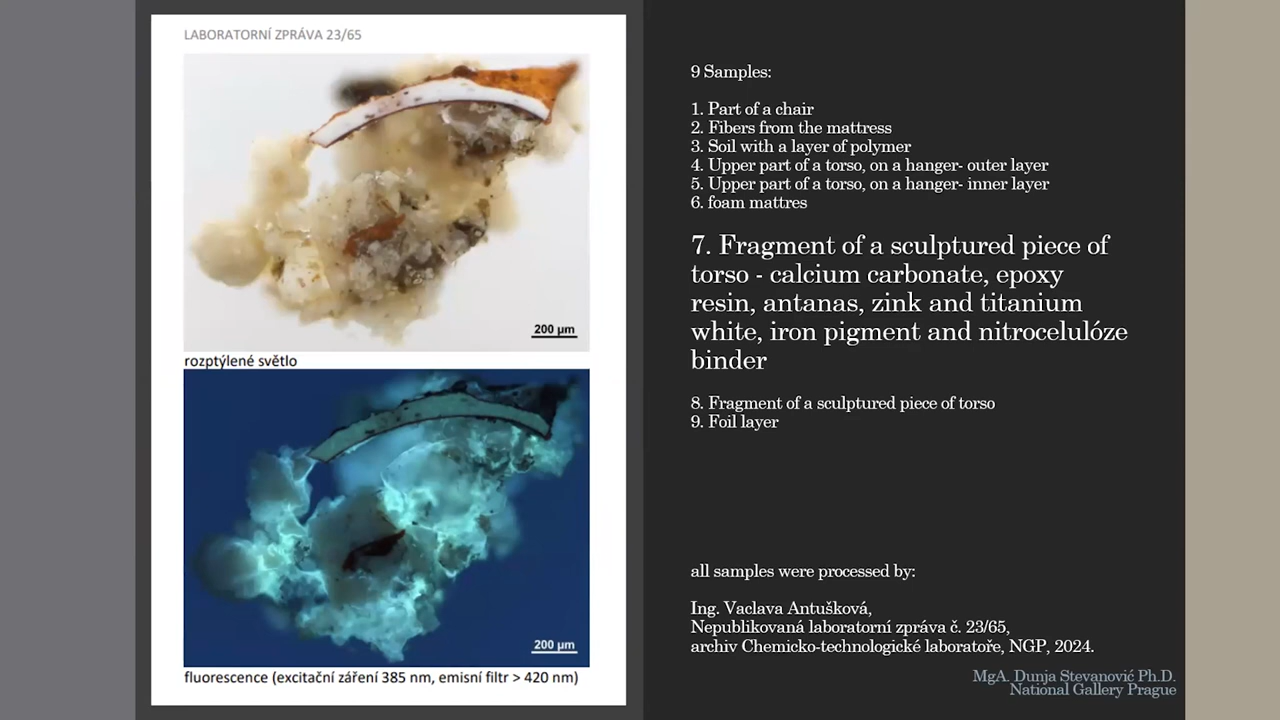 LABORATORNÍ ZPRÁVA 23/65
200 µm
rozptýlené světlo
200 µm
fluorescence (excitační záření 385 nm, emisní filtr > 420 nm)
9 Samples:
1. Part of a chair
2. Fibers from the mattress
3. Soil with a layer of polymer
4. Upper part of a torso, on a hanger- outer layer
5. Upper part of a torso, on a hanger- inner layer
6. foam mattres
7. Fragment of a sculptured piece of
torso - calcium carbonate, epoxy
resin, antanas, zink and titanium
white, iron pigment and nitrocelulóze
binder
8. Fragment of a sculptured piece of torso
9. Foil layer
all samples were processed by:
Ing. Vaclava Antušková,
Nepublikovaná laboratorní zpráva č. 23/65,
archiv Chemicko-technologické laboratoře, NGP, 2024.
MgA. Dunja Stevanović Ph.D.
National Gallery Prague